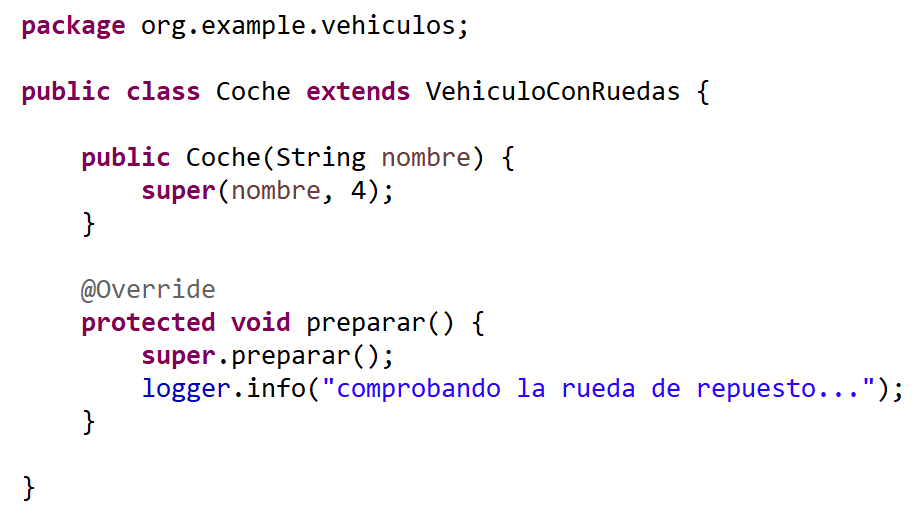 package org.example.vehiculos;
public class Coche extends VehiculoConRuedas {
public Coche(String nombre) {
super(nombre, 4);
}
@Override
protected void preparar() {
super.preparar();
logger.info("comprobando la rueda de repuesto...");
}
}